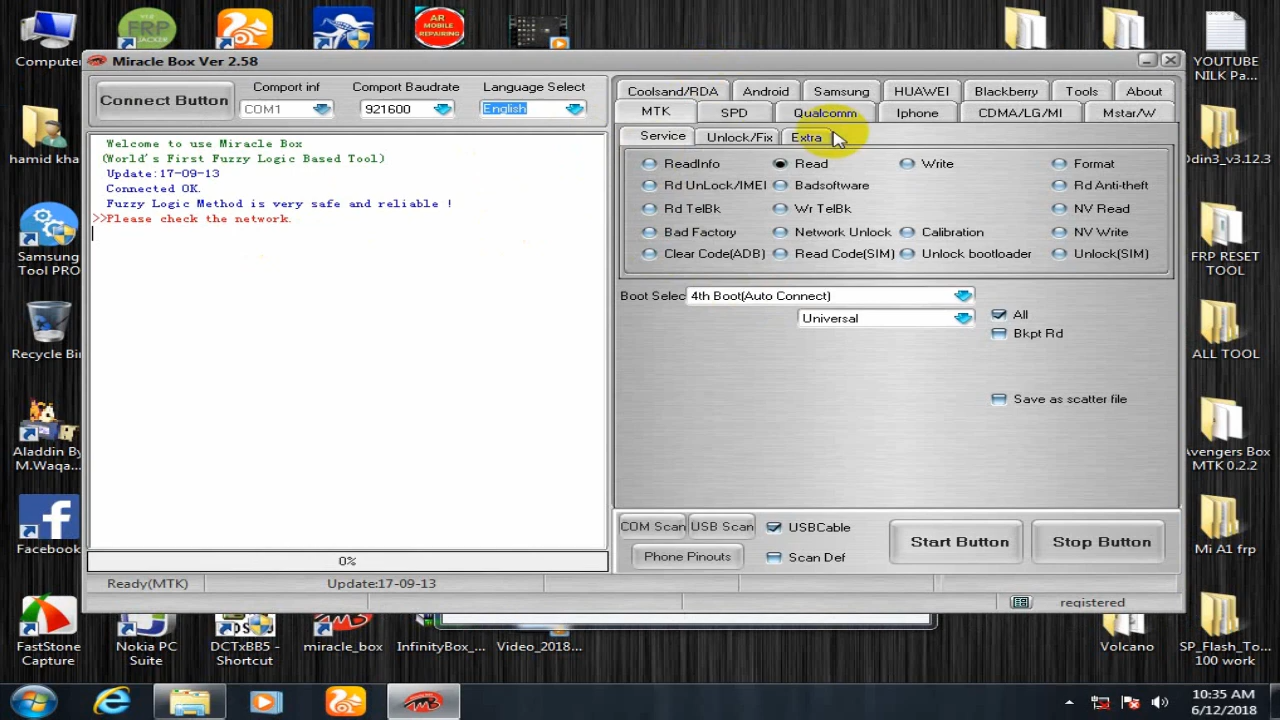 FRP
JACKER
AR
MOBILE
REPAIRING
Compute
hamid kha
Samsung
Tool PRO
Recycle Bi
Aladdin By
M.Waqa...
Facebook
FastStone
Capture
Nokia PC
Suite
DCTxBB5 -
Shortcut
miracle_box
InfinityBox_...
Video_2018...
YOUTUBE
NILK Pa...
Odin3_v3.12.3
FRP RESET
TOOL
ALL TOOL
Avengers Box
MTK 0.2.2
Mi A1 frp
Volcano
SP_Flash_To...
100 work
Miracle Box Ver 2.58
Connect Button
Comport inf
COM1
Comport Baudrate
921600
Language Select
English
Welcome to use Miracle Box
(World's First Fuzzy Logic Based Tool)
Update:17-09-13
Connected OK.
Fuzzy Logic Method is very safe and reliable !
>>Please check the network.
0%
Ready(MTK)
Update:17-09-13
Coolsand/RDA Android Samsung HUAWEI Blackberry Tools About
MTK SPD Qualcomm Iphone CDMA/LG/MI Mstar/W
Service Unlock/Fix Extra
ReadInfo Read Write Format
Rd UnLock/IMEI Badsoftware Rd Anti-theft
Rd TelBk Wr TelBk NV Read
Bad Factory Network Unlock Calibration NV Write
Clear Code(ADB) Read Code(SIM) Unlock bootloader Unlock(SIM)
Boot Selec 4th Boot(Auto Connect)
Universal
All
Bkpt Rd
Save as scatter file
COM Scan USB Scan USBCable
Phone Pinouts Scan Def
Start Button Stop Button
registered
10:35 AM
6/12/2018